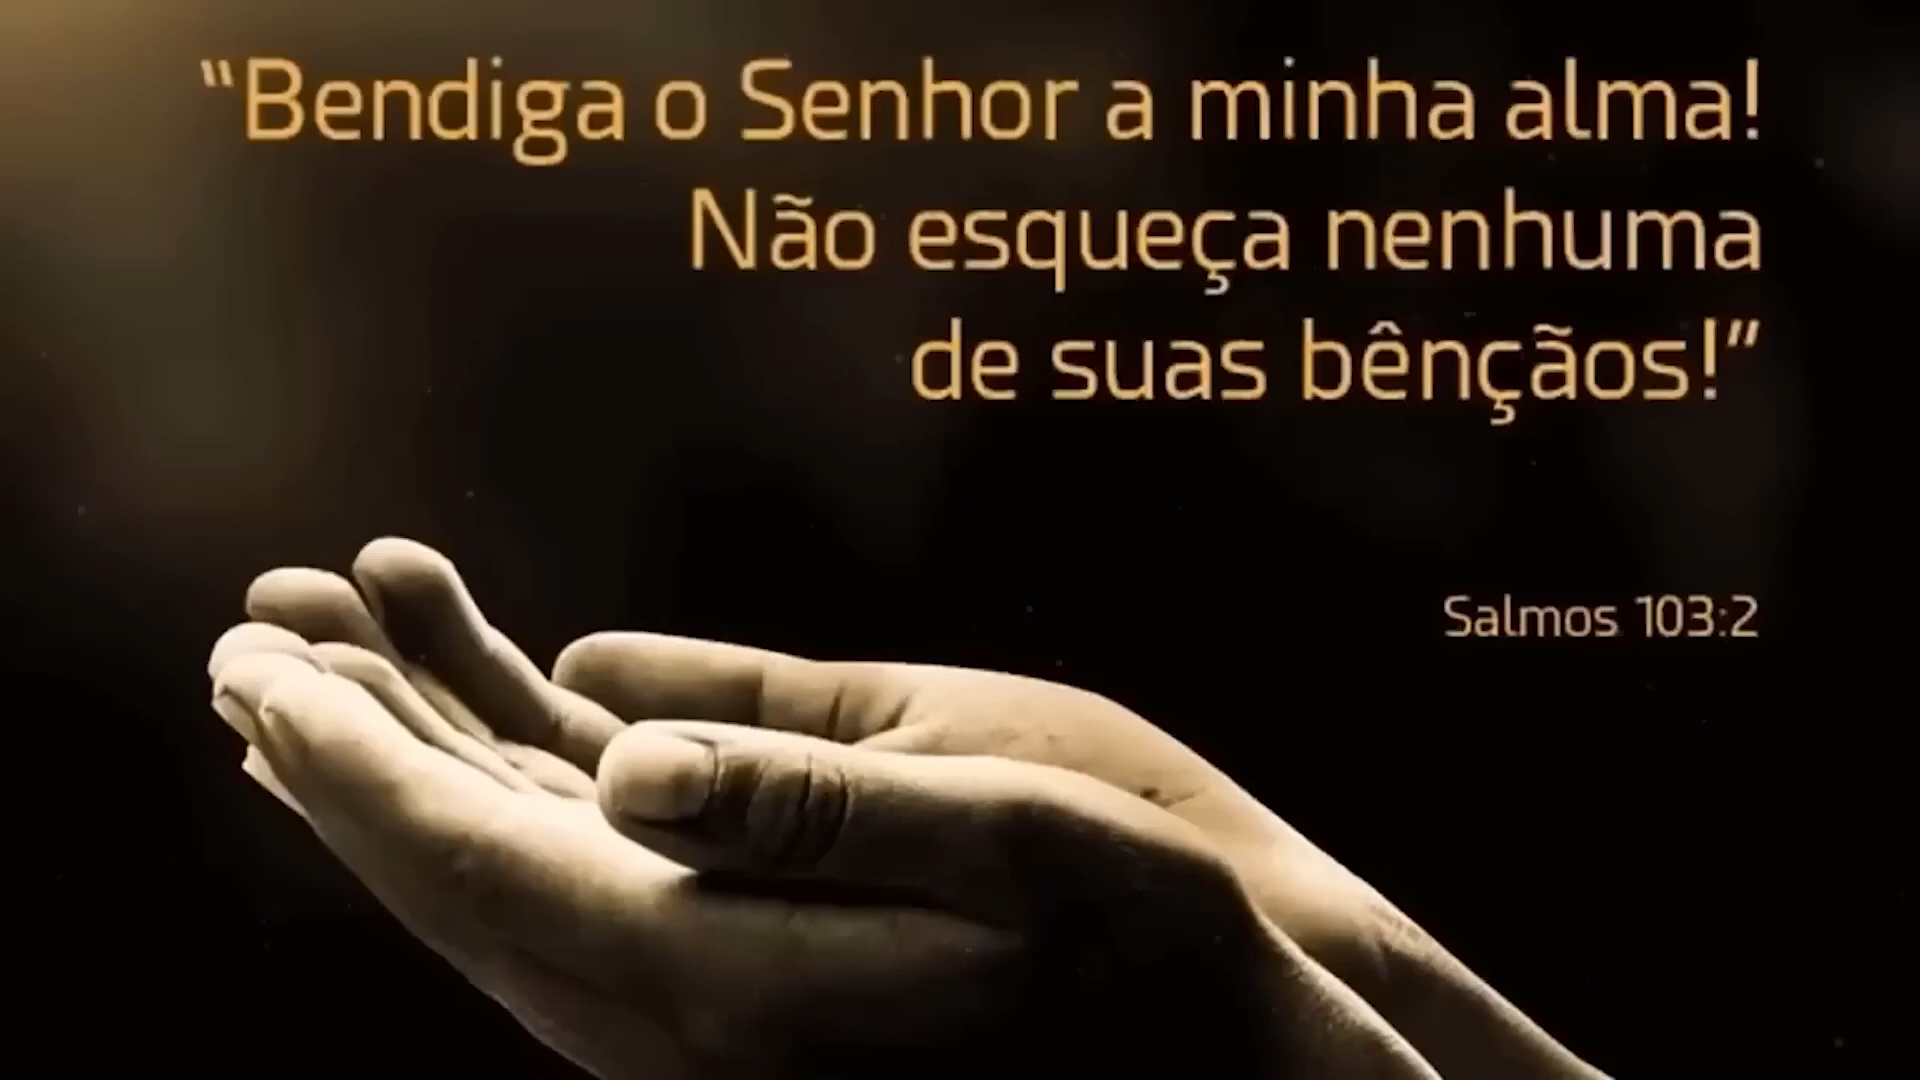 “Bendiga o Senhor a minha alma!
Não esqueça nenhuma
de suas bênçãos!”
Salmos 103:2